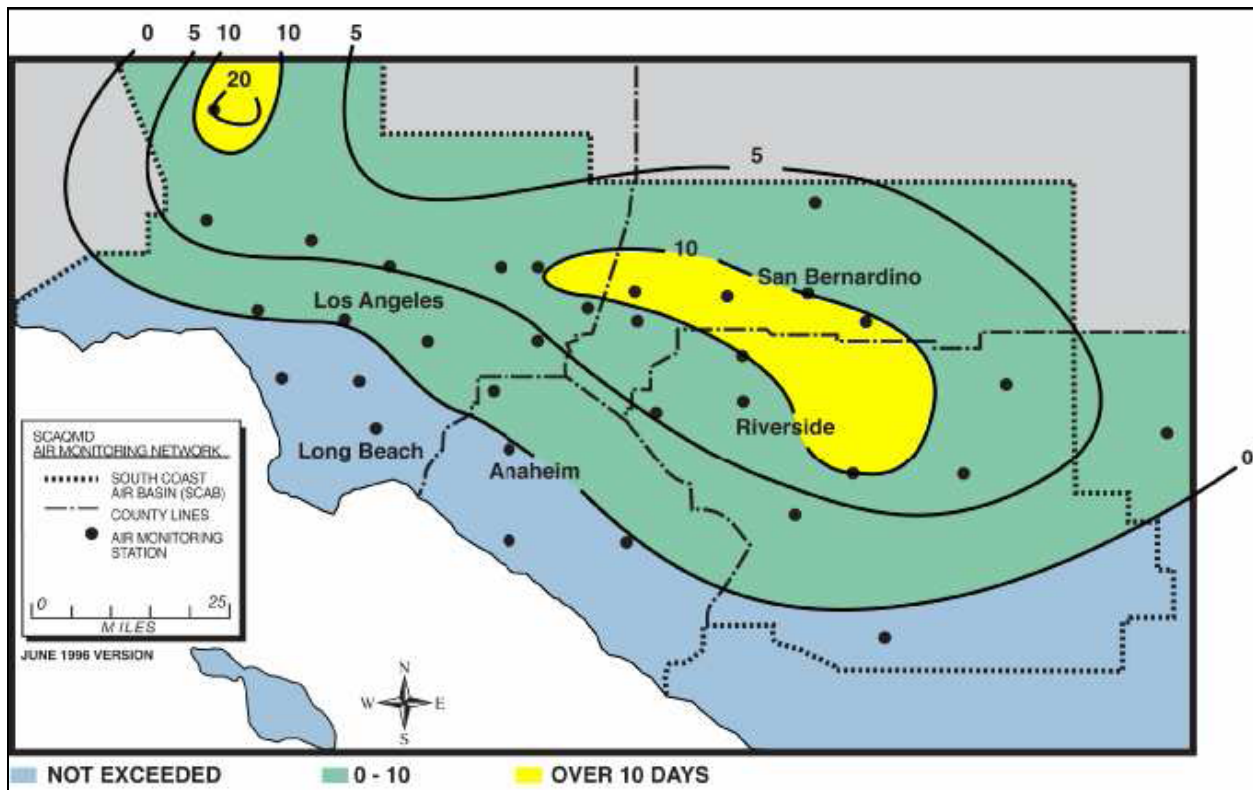 0 5 10 10 5
20
5
10
San Bernardino
Los Angeles
Riverside
Long Beach
Anaheim
0
SCAQMD
AIR MONITORING NETWORK
SOUTH COAST
AIR BASIN (SCAB)
COUNTY LINES
AIR MONITORING
STATION
0 25
MILES
JUNE 1996 VERSION
N
W E
S
NOT EXCEEDED 0 - 10 OVER 10 DAYS